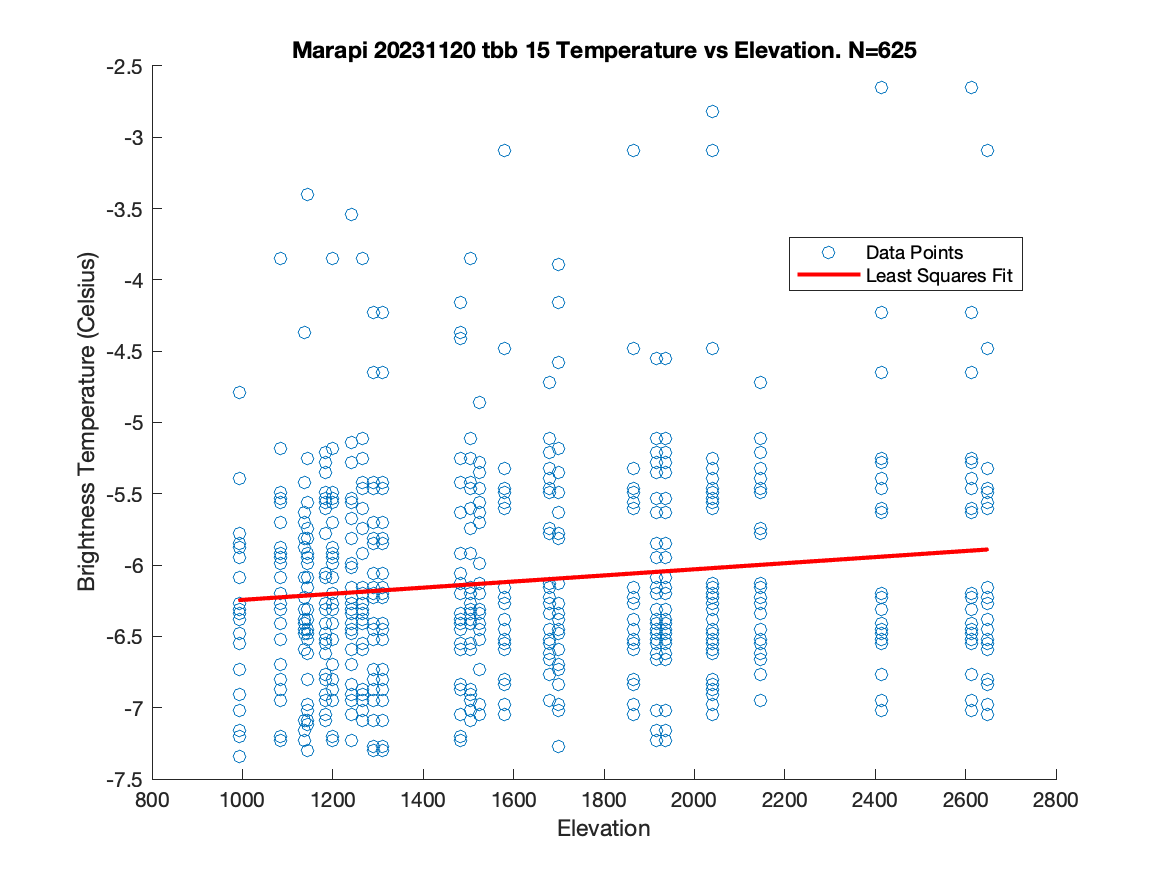 Marapi 20231120 tbb 15 Temperature vs Elevation. N=625
-2.5
-3
-3.5
-4
-4.5
-5
-5.5
-6
-6.5
-7
-7.5
Brightness Temperature (Celsius)
Data Points
Least Squares Fit
800 1000 1200 1400 1600 1800 2000 2200 2400 2600 2800
Elevation